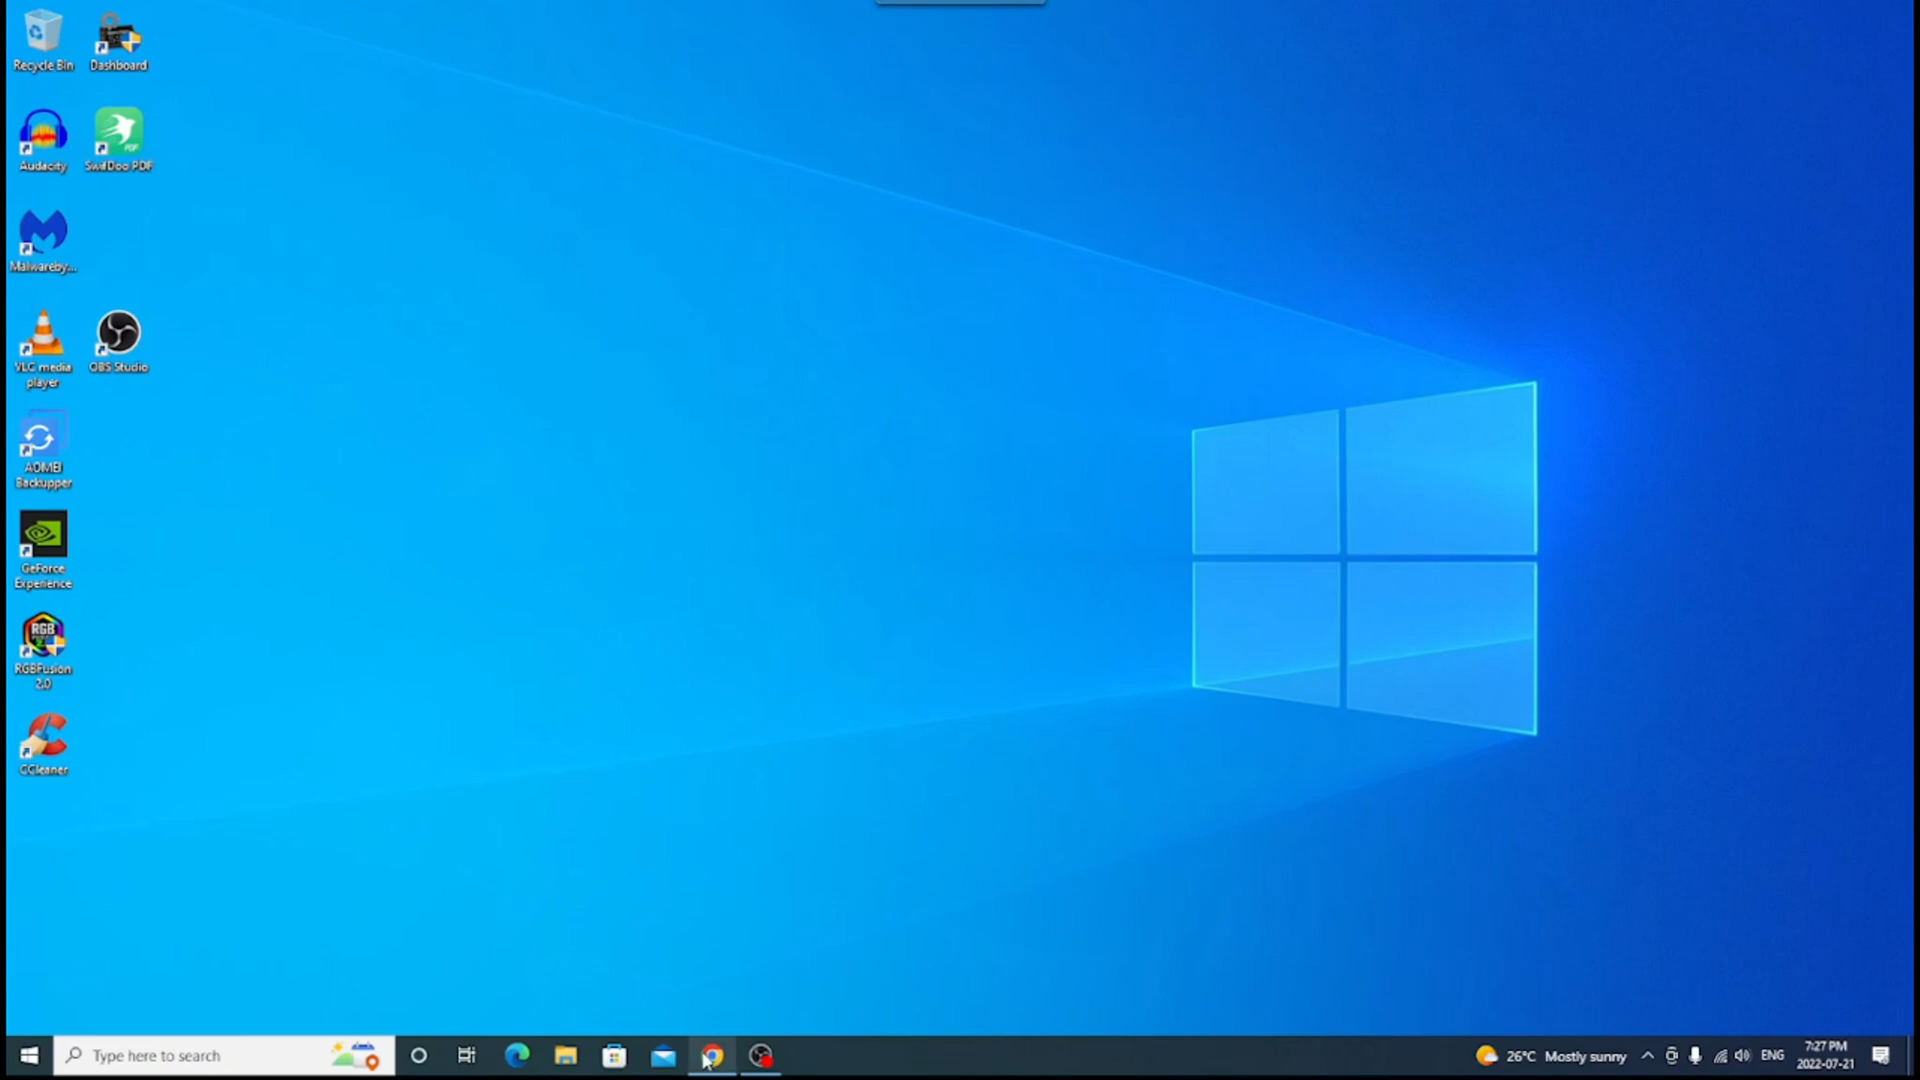 Recycle Bin
Dashboard
Audacity
SwifDoo PDF
Malwareby...
VLC media
player
OBS Studio
AOMEI
Backupper
GeForce
Experience
RGB
RGBFusion
2.0
CCleaner
Type here to search
26°C Mostly sunny
ENG
7:27 PM
2022-07-21